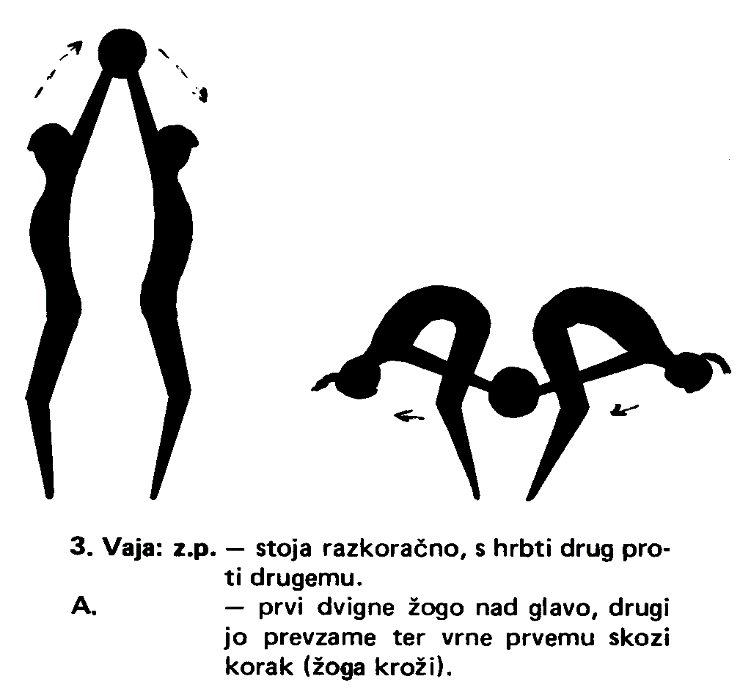 3. Vaja: z.p. — stoja razkoračno, s hrbti drug pro-
ti drugemu.
A. — prvi dvigne žogo nad glavo, drugi
jo prevzame ter vrne prvemu skozi
korak (žoga kroži).